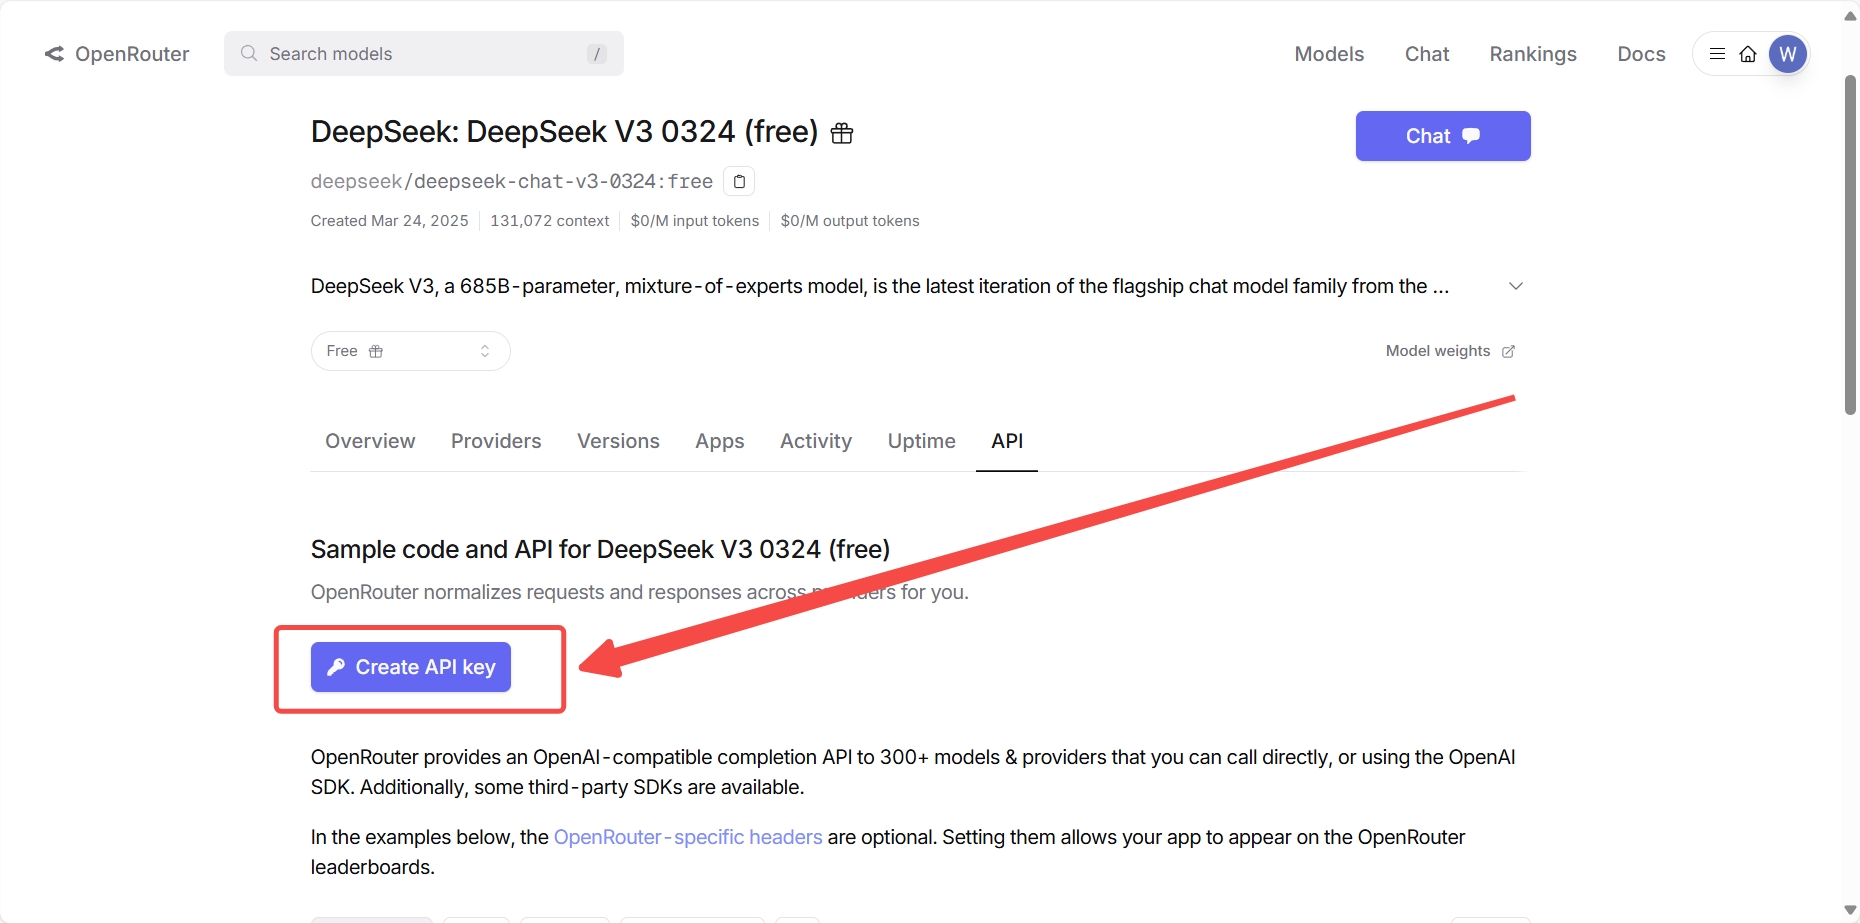 OpenRouter
Search models
/
Models
Chat
Rankings
Docs
W
DeepSeek: DeepSeek V3 0324 (free)
Chat
deepseek/deepseek-chat-v3-0324:free
Created Mar 24, 2025
131,072 context
$0/M input tokens
$0/M output tokens
DeepSeek V3, a 685B-parameter, mixture-of-experts model, is the latest iteration of the flagship chat model family from the ...
Free
Model weights
Overview
Providers
Versions
Apps
Activity
Uptime
API
Sample code and API for DeepSeek V3 0324 (free)
OpenRouter normalizes requests and responses across providers for you.
Create API key
OpenRouter provides an OpenAI-compatible completion API to 300+ models & providers that you can call directly, or using the OpenAI
SDK. Additionally, some third-party SDKs are available.
In the examples below, the OpenRouter-specific headers are optional. Setting them allows your app to appear on the OpenRouter
leaderboards.